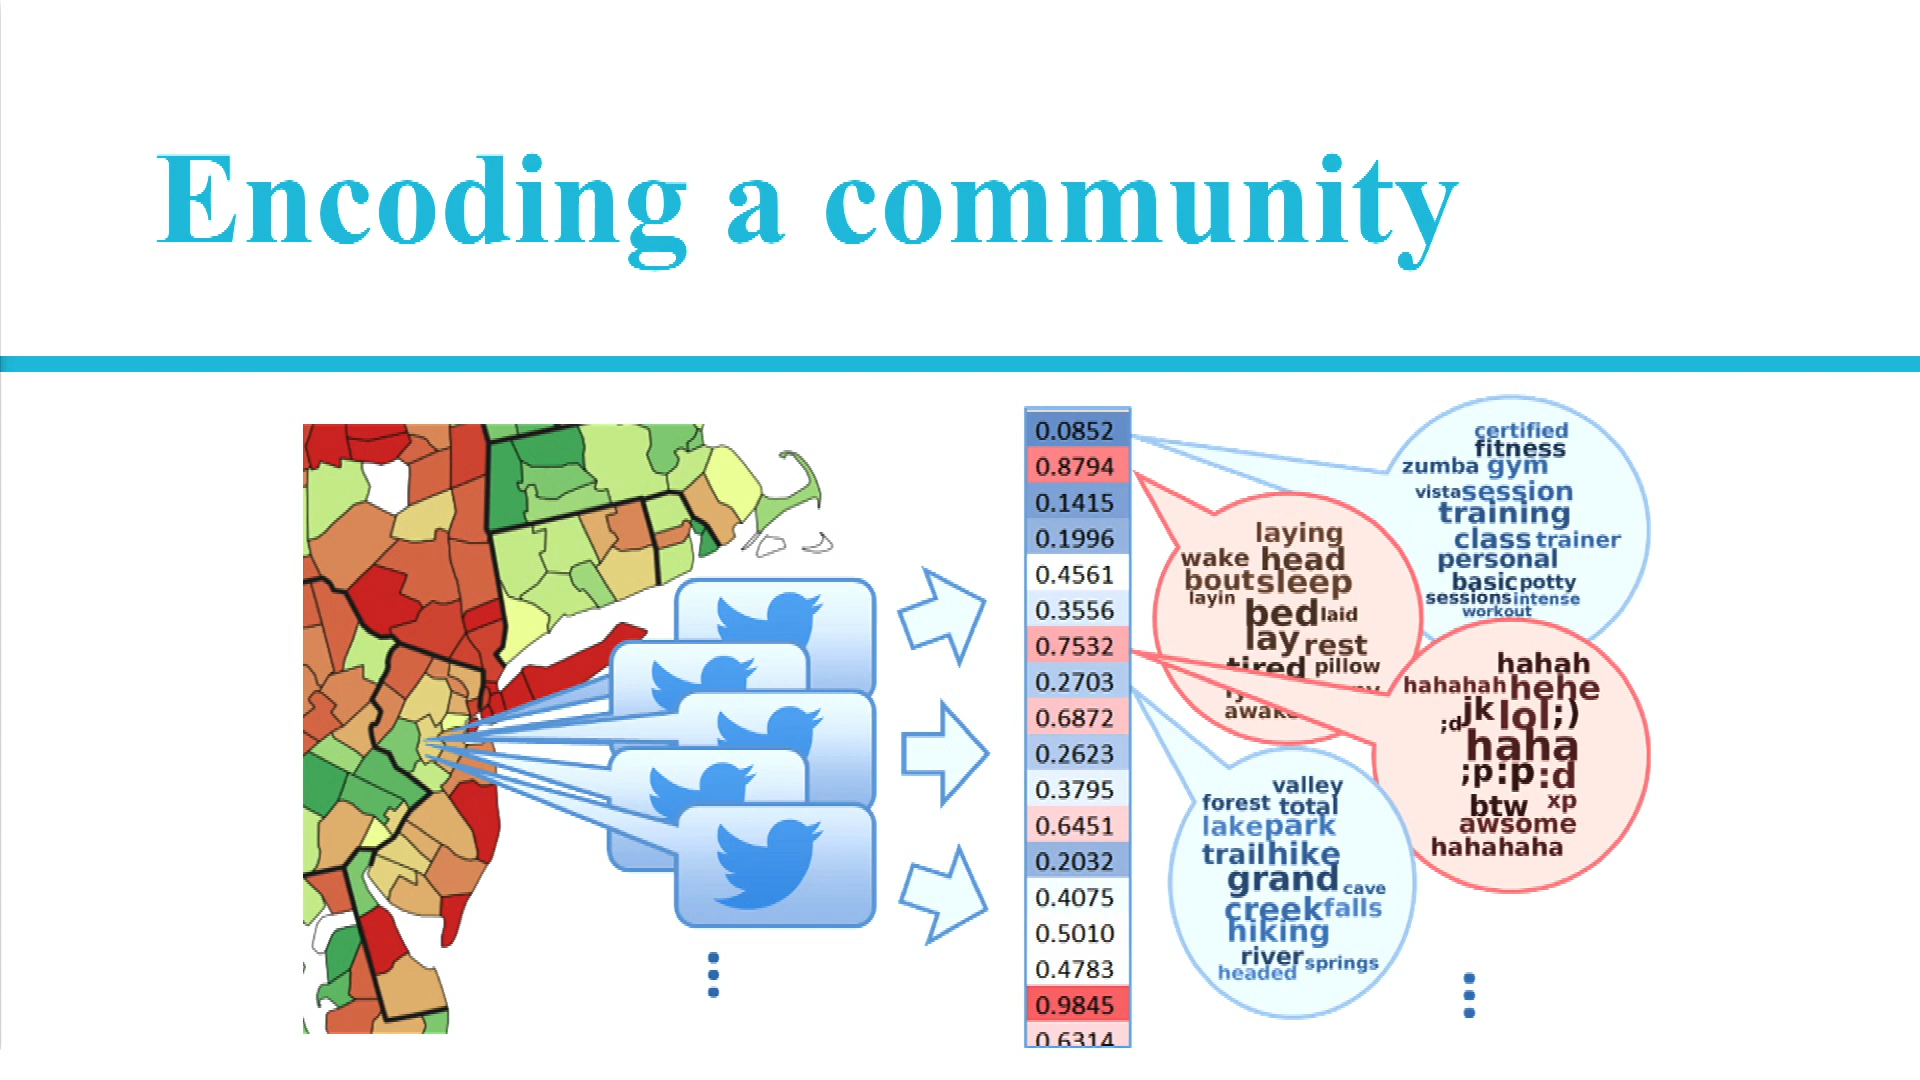 Encoding a community
0.0852
0.8794
0.1415
0.1996
0.4561
0.3556
0.7532
0.2703
0.6872
0.2623
0.3795
0.6451
0.2032
0.4075
0.5010
0.4783
0.9845
0.6314
certified
fitness
zumba gym
vista session
training
class trainer
personal
basic potty
sessions intense
workout
laying
wake head
bout sleep
layin
bed laid
lay rest
tired pillow
awake
hahah
hahahah hehe
;d jk lol ;)
haha
;p :p :d
btw xp
awsome
hahahaha
valley
forest total
lake park
trail hike
grand cave
creek falls
hiking
river springs
headed